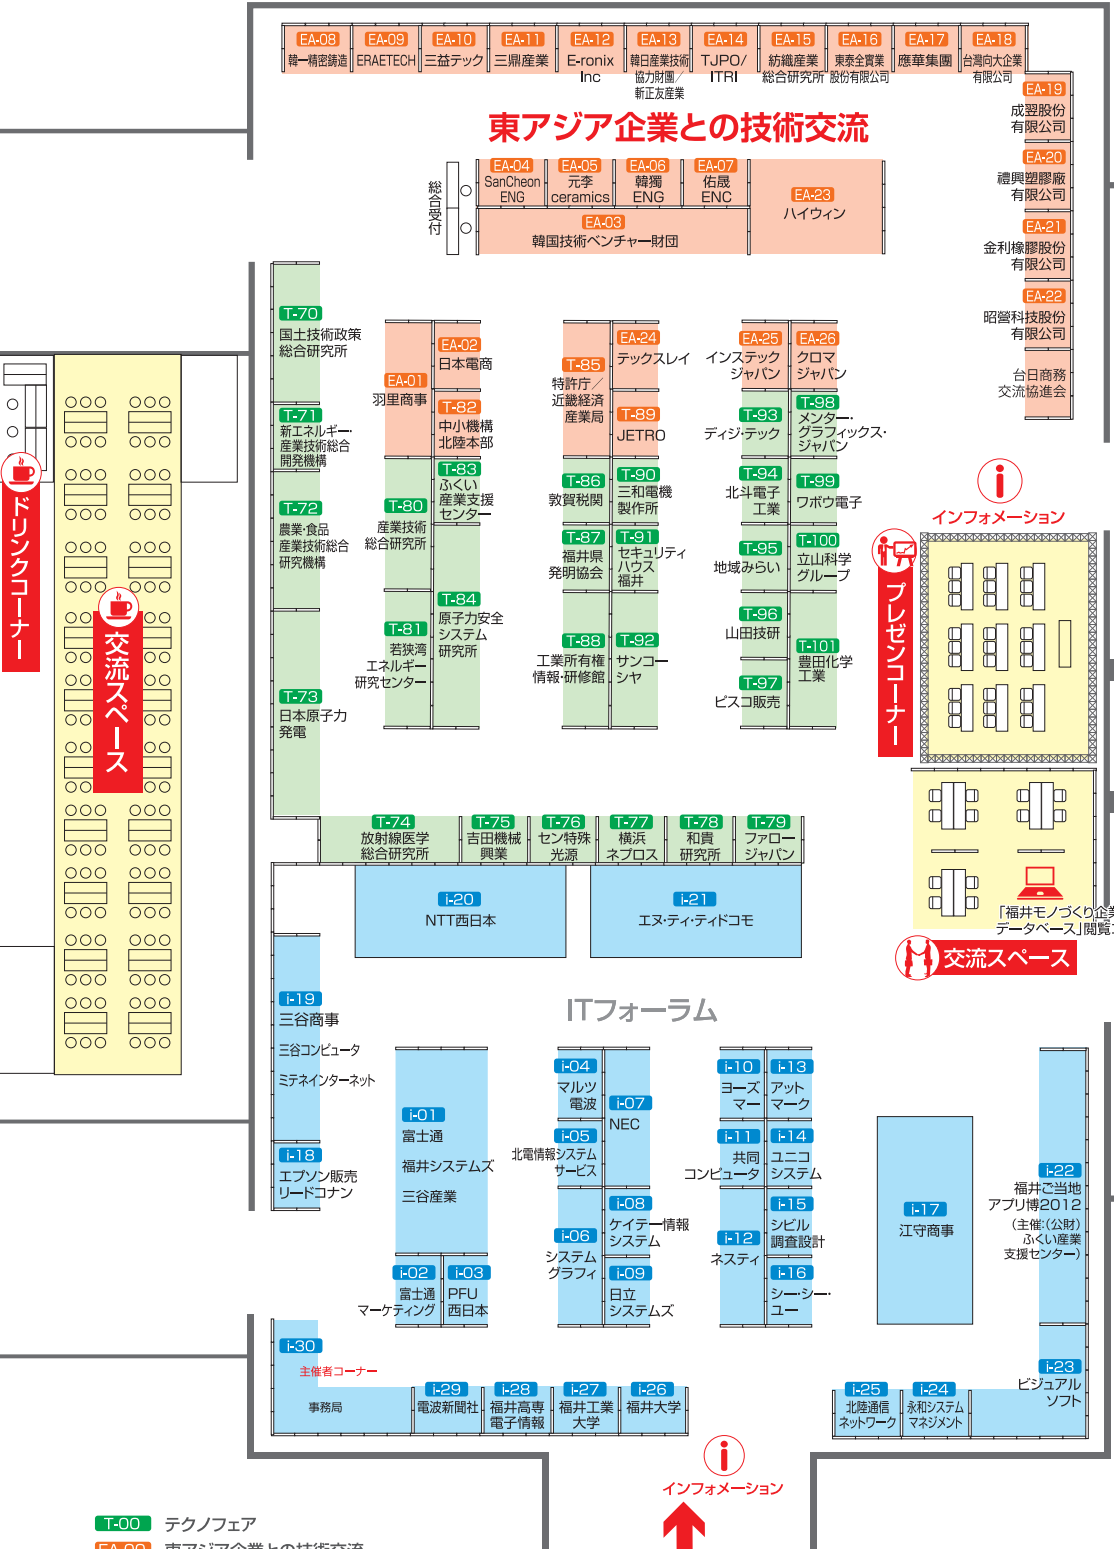 EA-08
韓一精密鋳造
EA-09
ERAETECH
EA-10
三益テック
EA-11
三鼎産業
EA-12
E-ronix
Inc
EA-13
韓日産業技術
協力財團／
斬正友産業
EA-14
TJPO/
ITRI
EA-15
紡織産業
総合研究所
EA-16
東泰全實業
股份有限公司
EA-17
應華集團
EA-18
台灣向大企業
有限公司
EA-19
成翌股份
有限公司
EA-20
禮興塑膠廠
有限公司
EA-21
金利橡膠股份
有限公司
EA-22
昭營科技股份
有限公司
台日商務
交流協進会
東アジア企業との技術交流
総合受付
EA-04
SanCheon
ENG
EA-05
元李
ceramics
EA-06
韓獨
ENG
EA-07
佑晟
ENC
EA-23
ハイウィン
EA-03
韓国技術ベンチャー財団
T-70
国土技術政策
総合研究所
T-71
新エネルギー・
産業技術総合
開発機構
T-72
農業・食品
産業技術総合
研究機構
T-73
日本原子力
発電
EA-01
羽里商事
EA-02
日本電商
T-82
中小機構
北陸本部
T-83
ふくい
産業支援
センター
T-80
産業技術
総合研究所
T-84
原子力安全
システム
研究所
T-81
若狭湾
エネルギー
研究センター
T-85
特許庁／
近畿経済
産業局
EA-24
テックスレイ
T-89
JETRO
T-86
敦賀税関
T-90
三和電機
製作所
T-87
福井県
発明協会
T-91
セキュリティ
ハウス
福井
T-88
工業所有権
情報・研修館
T-92
サンコー
シヤ
EA-25
インステック
ジャパン
EA-26
クロマ
ジャパン
T-93
ディジ・テック
T-98
メンター・
グラフィックス・
ジャパン
T-94
北斗電子
工業
T-99
ワボウ電子
T-95
地域みらい
T-100
立山科学
グループ
T-96
山田技研
T-101
豊田化学
工業
T-97
ビスコ販売
インフォメーション
プレゼンコーナー
ドリンクコーナー
交流スペース
T-74
放射線医学
総合研究所
T-75
吉田機械
興業
T-76
セン特殊
光源
T-77
横浜
ネプロス
T-78
和貴
研究所
T-79
ファロー
ジャパン
i-20
NTT西日本
i-21
エヌ・ティ・ティドコモ
「福井モノづくり企業
データベース」閲覧コ
交流スペース
ITフォーラム
i-19
三谷商事
三谷コンピュータ
ミテネインターネット
i-18
エプソン販売
リードコナン
i-01
富士通
福井システムズ
三谷産業
i-02
富士通
マーケティング
i-03
PFU
西日本
i-04
マルツ
電波
i-05
北電情報システム
サービス
i-06
システム
グラフィ
i-07
NEC
i-08
ケイテー情報
システム
i-09
日立
システムズ
i-10
ヨーズ
マー
i-13
アット
マーク
i-11
共同
コンピュータ
i-14
ユニコ
システム
i-12
ネスティ
i-15
シビル
調査設計
i-16
シー・シー・
ユー
i-17
江守商事
i-22
福井ご当地
アプリ博2012
（主催：（公財）
ふくい産業
支援センター）
i-23
ビジュアル
ソフト
i-30
主催者コーナー
事務局
i-29
電波新聞社
i-28
福井高専
電子情報
i-27
福井工業
大学
i-26
福井大学
i-25
北陸通信
ネットワーク
i-24
永和システム
マネジメント
インフォメーション
T-00 テクノフェア
EA-00 東アジア企業との技術交流